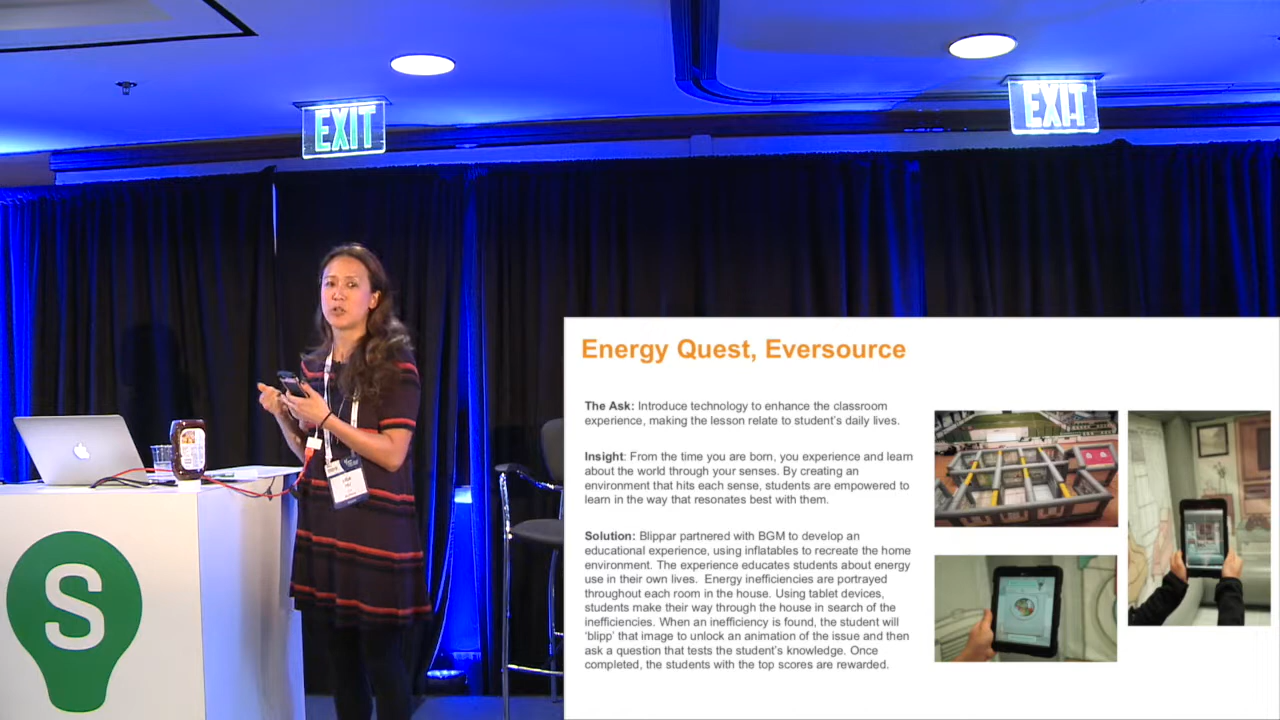 EXIT
EXIT
S
Energy Quest, Eversource
The Ask: Introduce technology to enhance the classroom
experience, making the lesson relate to student's daily lives.
Insight: From the time you are born, you experience and learn
about the world through your senses. By creating an
environment that hits each sense, students are empowered to
learn in the way that resonates best with them.
Solution: Blippar partnered with BGM to develop an
educational experience, using inflatables to recreate the home
environment. The experience educates students about energy
use in their own lives. Energy inefficiencies are portrayed
throughout each room in the house. Using tablet devices,
students make their way through the house in search of the
inefficiencies. When an inefficiency is found, the student will
'blipp' that image to unlock an animation of the issue and then
ask a question that tests the student's knowledge. Once
completed, the students with the top scores are rewarded.